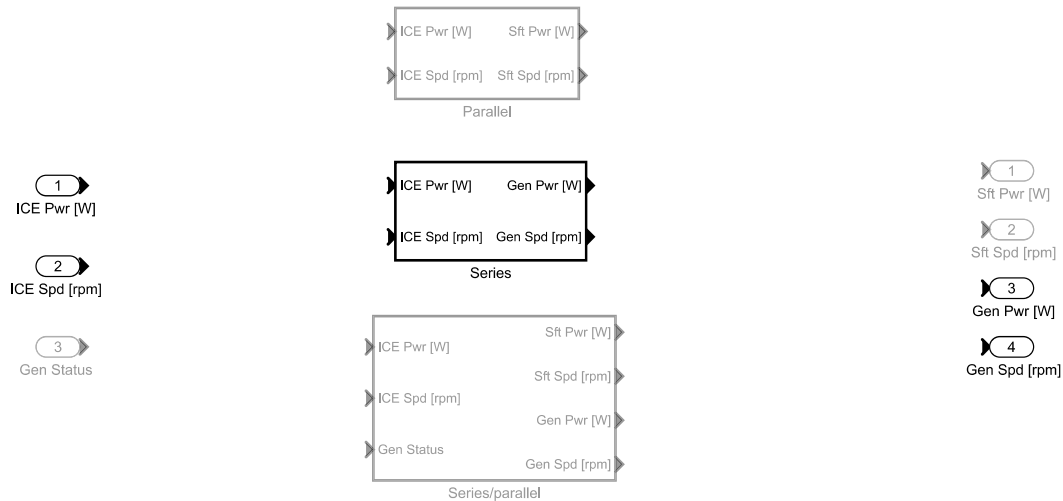 ICE Pwr [W] Sft Pwr [W]
ICE Spd [rpm] Sft Spd [rpm]
Parallel
1
ICE Pwr [W]
2
ICE Spd [rpm]
3
Gen Status
ICE Pwr [W] Gen Pwr [W]
ICE Spd [rpm] Gen Spd [rpm]
Series
Sft Pwr [W]
ICE Pwr [W]
Sft Spd [rpm]
ICE Spd [rpm]
Gen Pwr [W]
Gen Status
Gen Spd [rpm]
Series/parallel
1
Sft Pwr [W]
2
Sft Spd [rpm]
3
Gen Pwr [W]
4
Gen Spd [rpm]